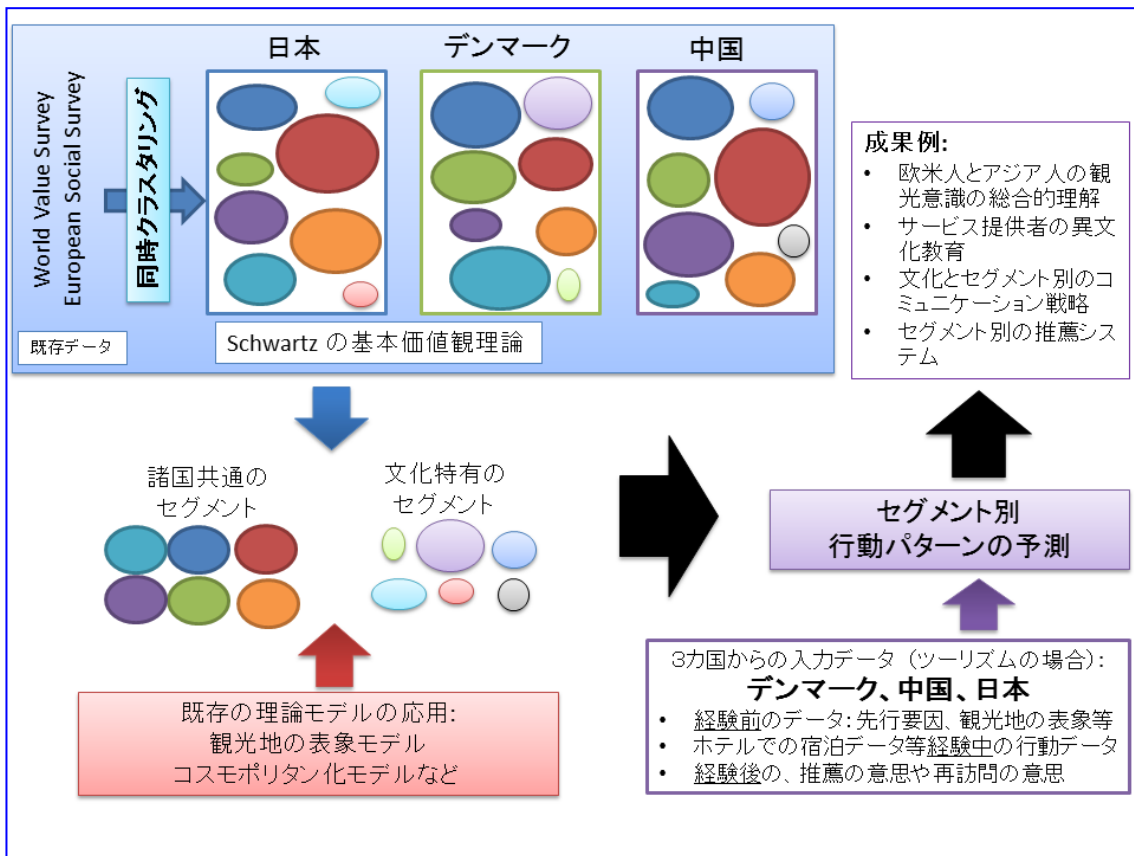 World Value Survey
European Social Survey
同時クラスタリング
日本
デンマーク
中国
既存データ
Schwartz の基本価値観理論
成果例:
• 欧米人とアジア人の観
光意識の総合的理解
• サービス提供者の異文
化教育
• 文化とセグメント別のコ
ミュニケーション戦略
• セグメント別の推薦シス
テム
諸国共通の
セグメント
文化特有の
セグメント
セグメント別
行動パターンの予測
既存の理論モデルの応用:
観光地の表象モデル
コスモポリタン化モデルなど
3カ国からの入力データ（ツーリズムの場合）:
デンマーク、中国、日本
• 経験前のデータ: 先行要因、観光地の表象等
• ホテルでの宿泊データ等経験中の行動データ
• 経験後の、推薦の意思や再訪問の意思